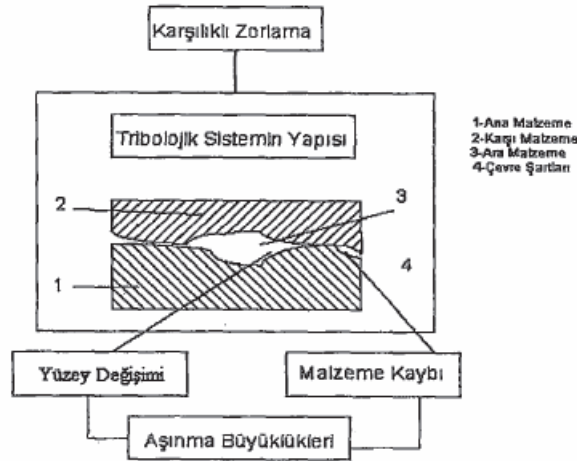 Karşılıklı Zorlama
Tribolojik Sistemin Yapısı
1-Ana Malzeme
2-Karşı Malzeme
3-Ara Malzeme
4-Çevre Şartları
2
3
1
4
Yüzey Değişimi
Malzeme Kaybı
Aşınma Büyüklükleri